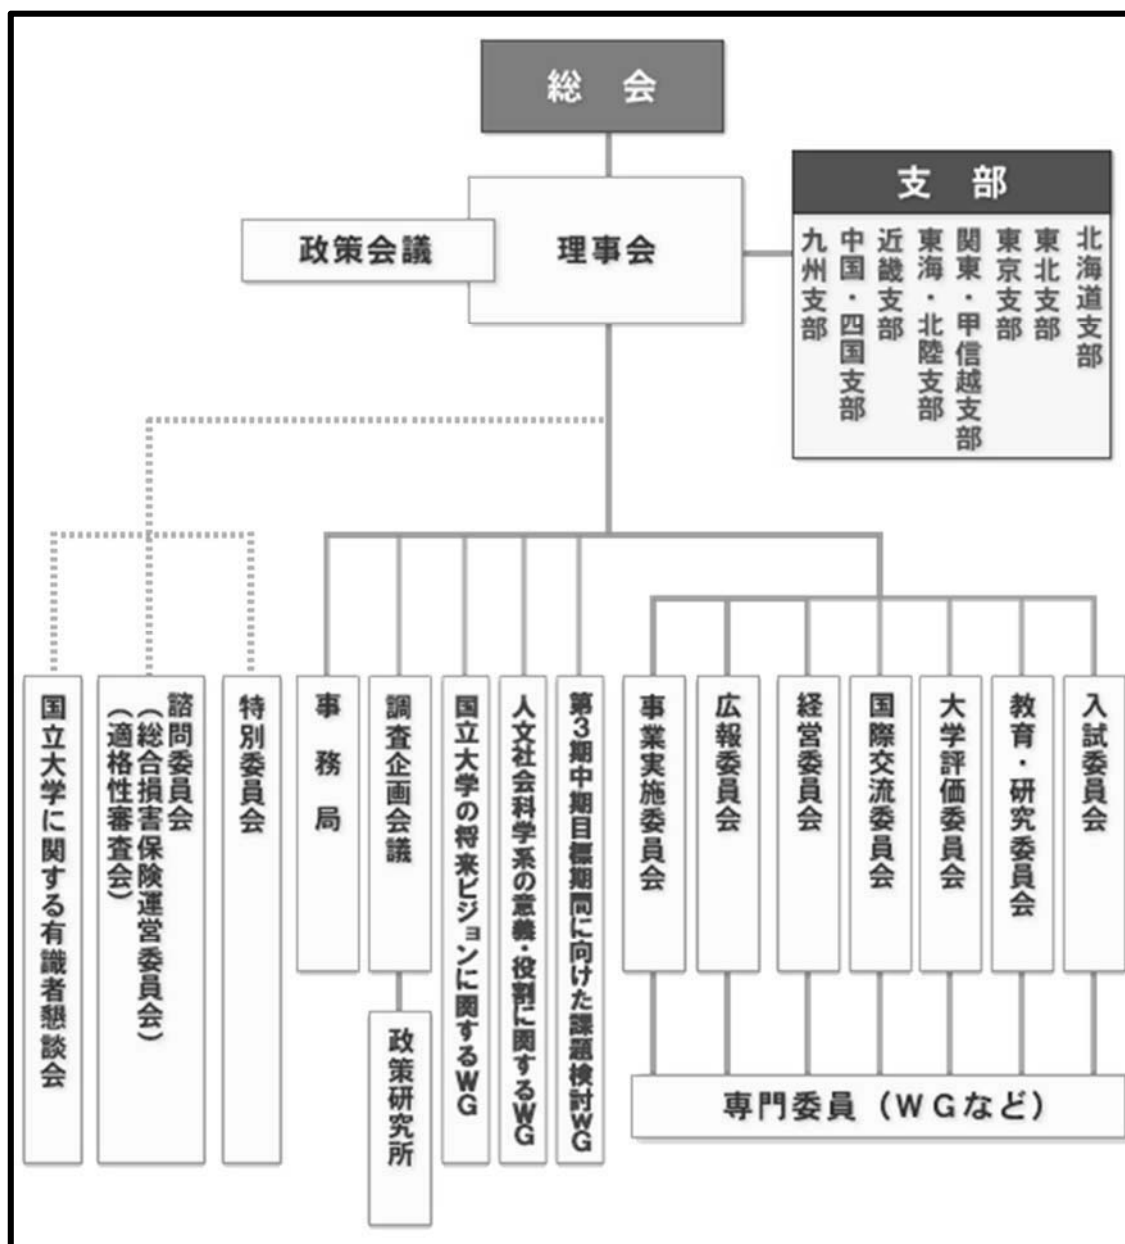 総　会
政策会議
理事会
支　部
北海道支部
東北支部
東京支部
関東・甲信越支部
東海・北陸支部
近畿支部
中国・四国支部
九州支部
国立大学に関する有識者懇談会
諮問委員会
（総合損害保険運営委員会）
（適格性審査会）
特別委員会
事　務　局
調査企画会議
政策研究所
国立大学の将来ビジョンに関するWG
人文社会科学系の意義・役割に関するWG
第３期中期目標期間に向けた課題検討WG
事業実施委員会
広報委員会
経営委員会
国際交流委員会
大学評価委員会
教育・研究委員会
入試委員会
専門委員（ＷＧなど）